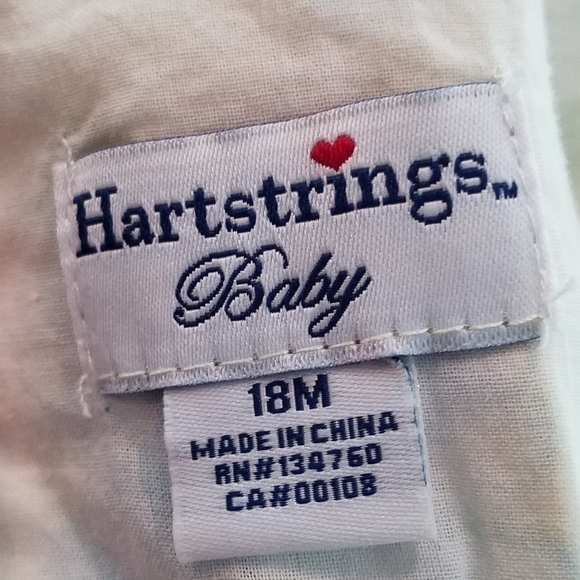 Hartstrings™
Baby
18M
MADE IN CHINA
RN#134760
CA#00108